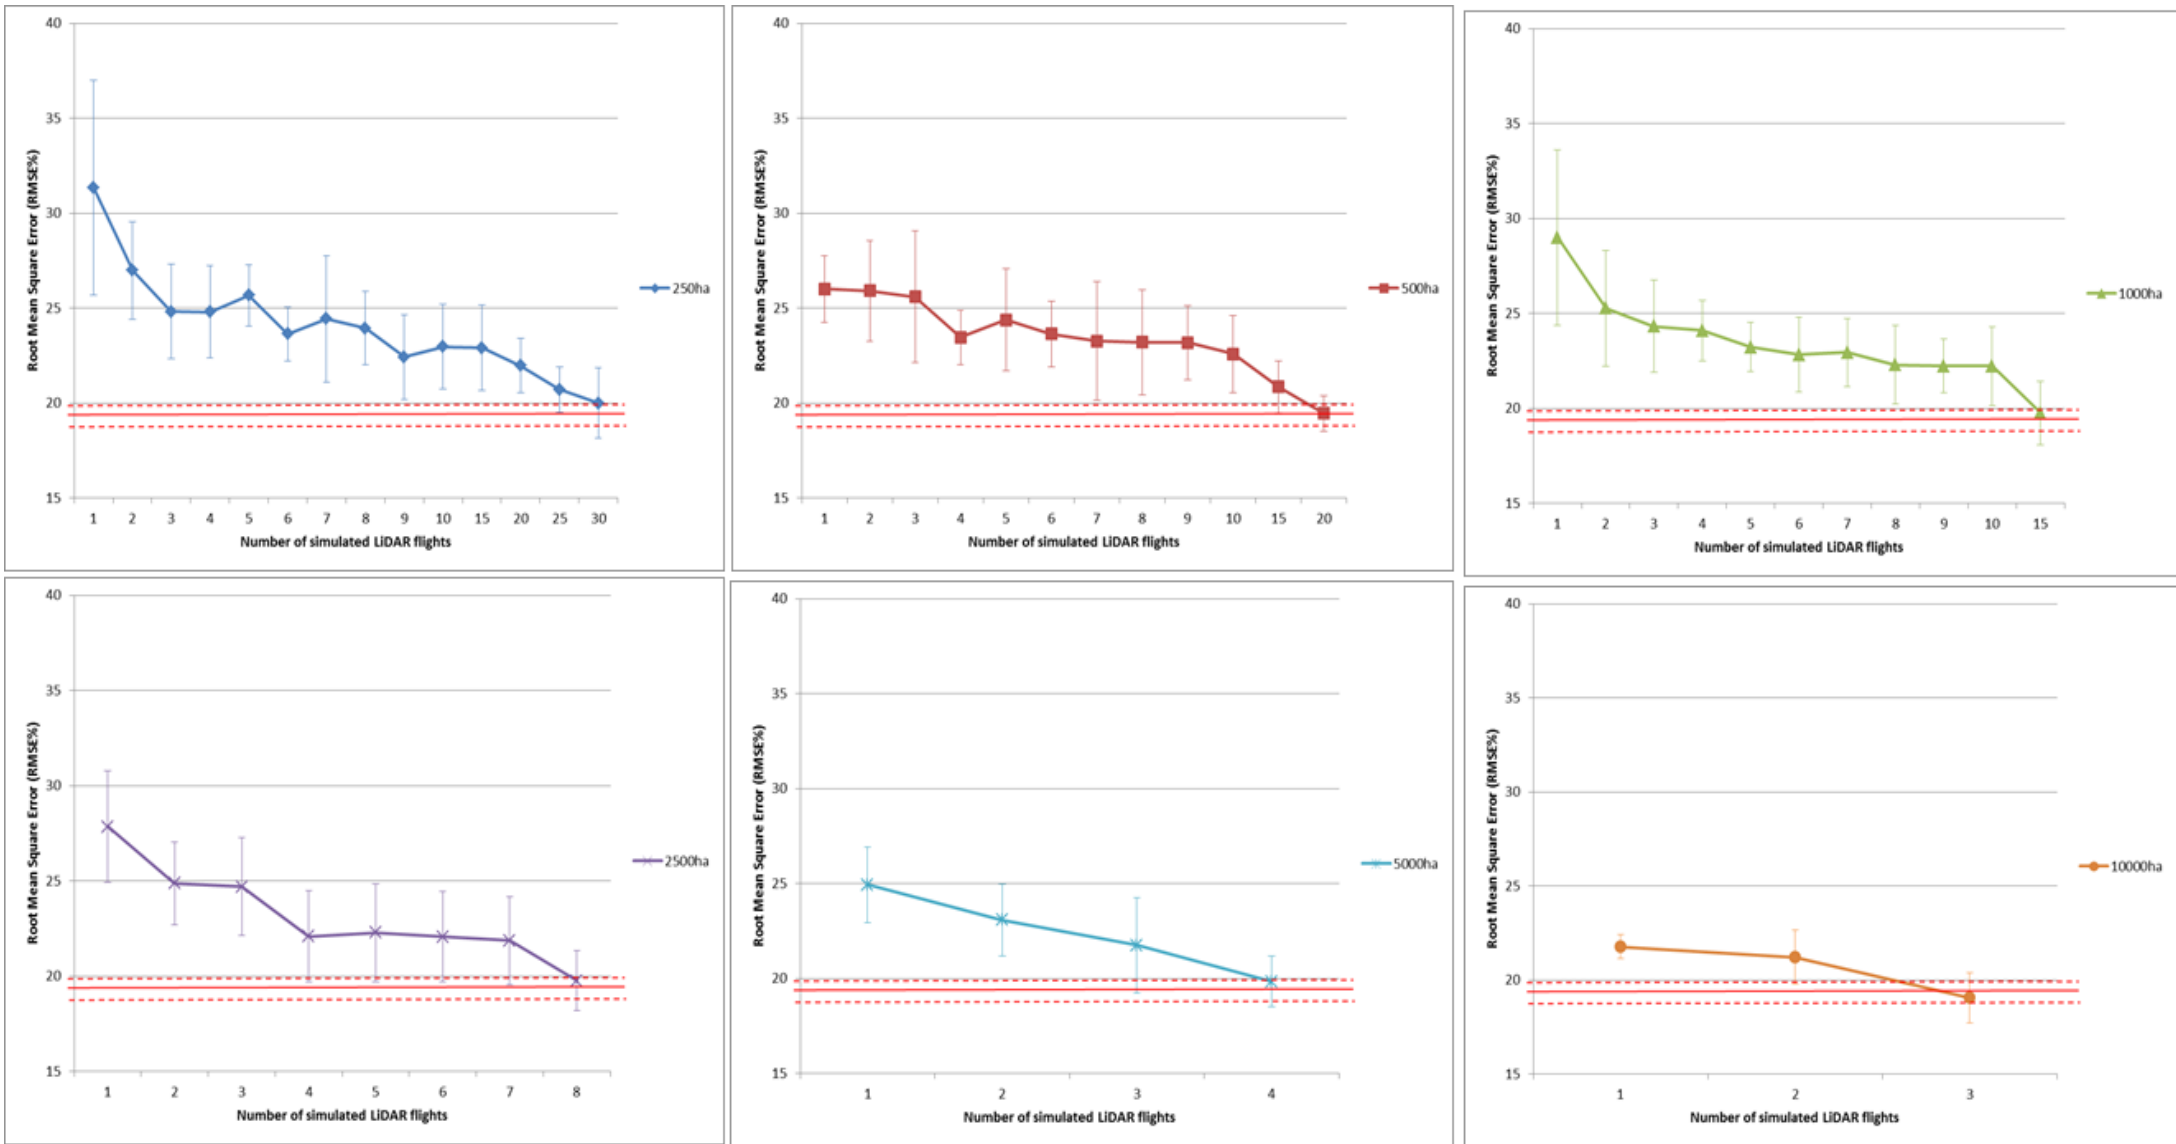 40
35
30
25
20
15
Root Mean Square Error (RMSE%)
1 2 3 4 5 6 7 8 9 10 15 20 25 30
Number of simulated LiDAR flights
250ha
40
35
30
25
20
15
Root Mean Square Error (RMSE%)
1 2 3 4 5 6 7 8 9 10 15 20
Number of simulated LiDAR flights
500ha
40
35
30
25
20
15
Root Mean Square Error (RMSE%)
1 2 3 4 5 6 7 8 9 10 15
Number of simulated LiDAR flights
1000ha
40
35
30
25
20
15
Root Mean Square Error (RMSE%)
1 2 3 4 5 6 7 8
Number of simulated LiDAR flights
2500ha
40
35
30
25
20
15
Root Mean Square Error (RMSE%)
1 2 3 4
Number of simulated LiDAR flights
5000ha
40
35
30
25
20
15
Root Mean Square Error (RMSE%)
1 2 3
Number of simulated LiDAR flights
10000ha